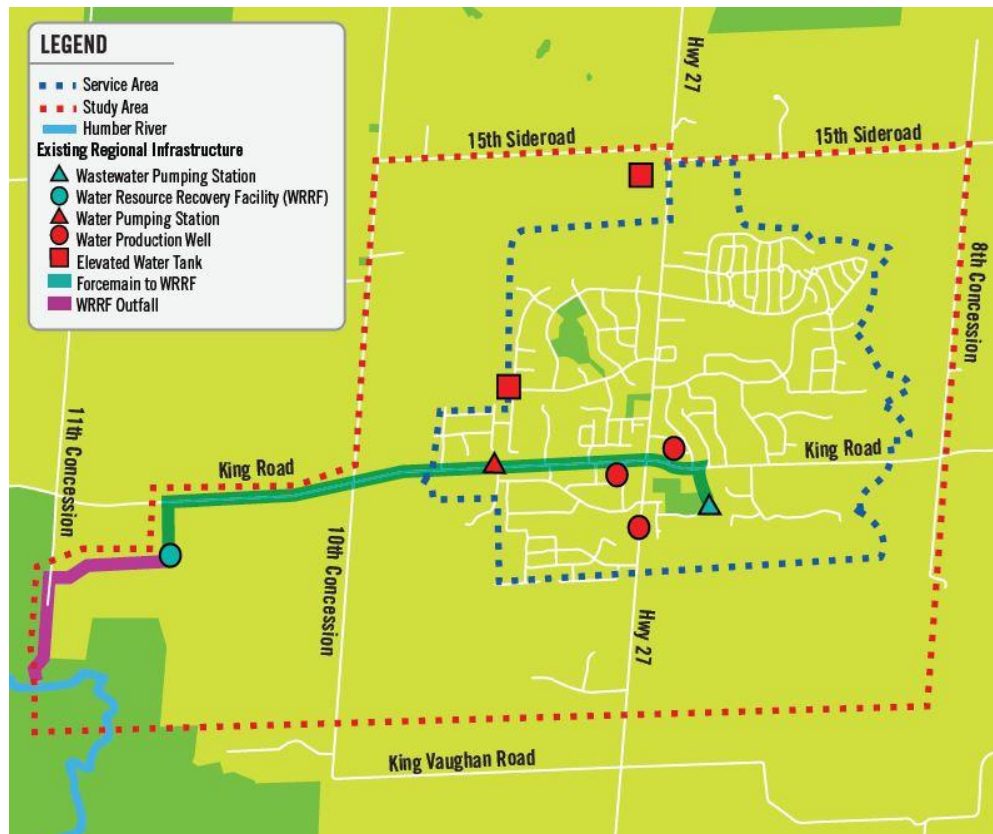 LEGEND
Service Area
Study Area
Humber River
Existing Regional Infrastructure
Wastewater Pumping Station
Water Resource Recovery Facility (WRRF)
Water Pumping Station
Water Production Well
Elevated Water Tank
Forcemain to WRRF
WRRF Outfall
Hwy 27
15th Sideroad
15th Sideroad
8th Concession
11th Concession
King Road
King Road
10th Concession
Hwy 27
King Vaughan Road